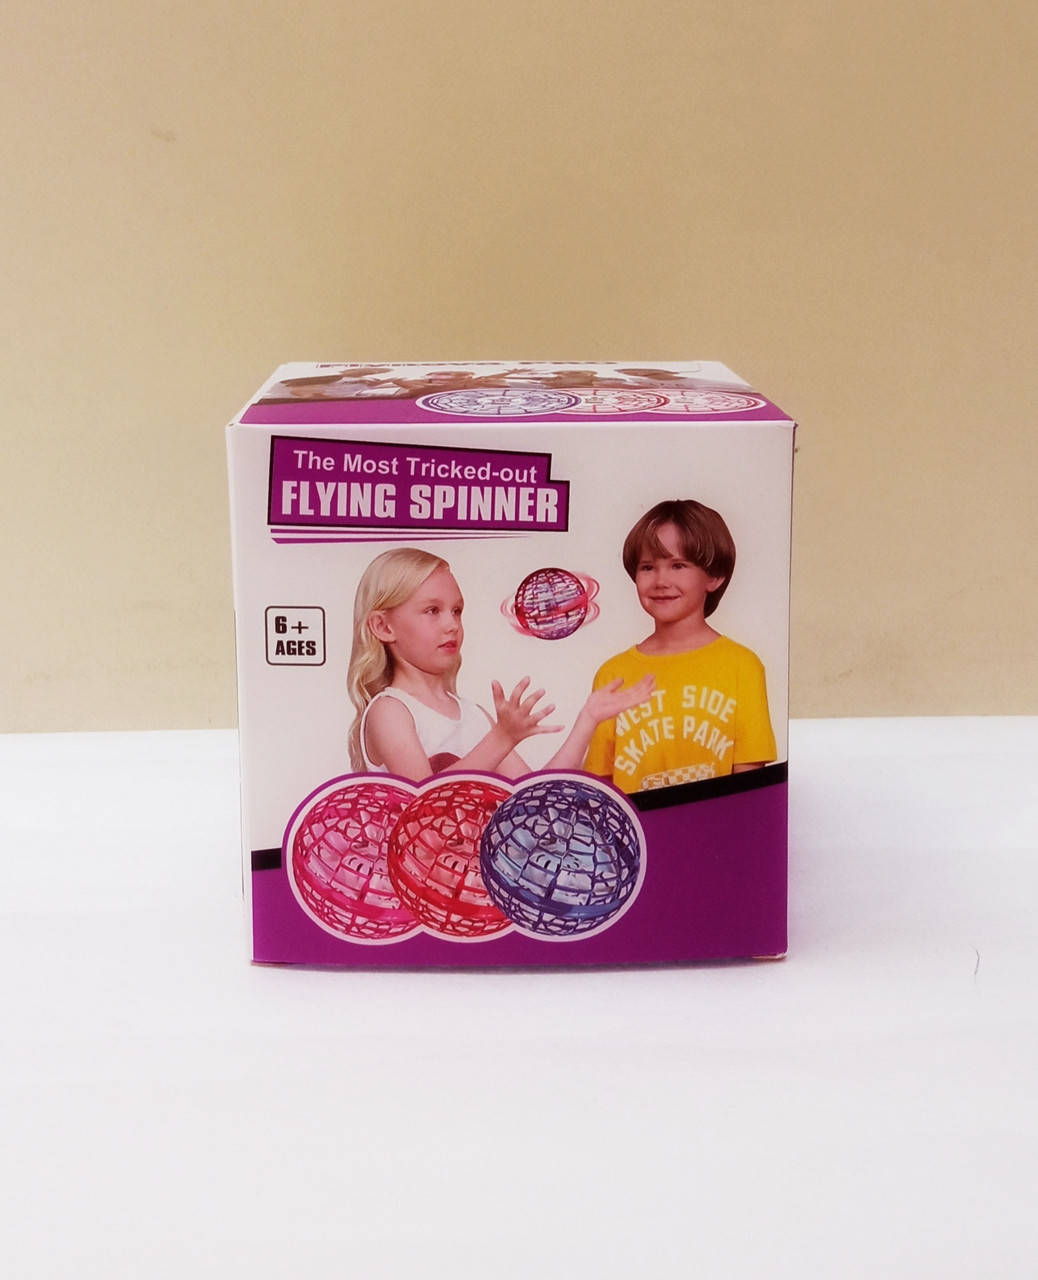 The Most Tricked-out
FLYING SPINNER
6+
AGES
WEST SIDE
SKATE PARK